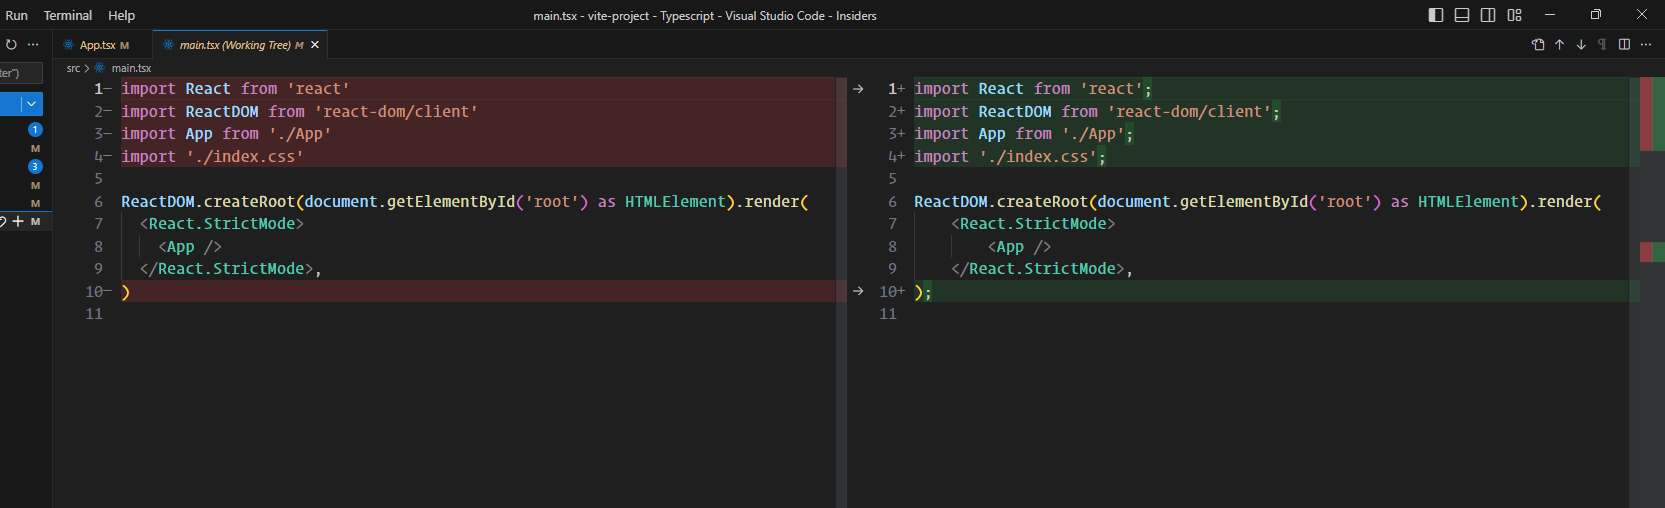 Run Terminal Help
main.tsx - vite-project - Typescript - Visual Studio Code - Insiders
App.tsx M
main.tsx (Working Tree) M
ter")
src > main.tsx
1
M
3
M
M
M
1− import React from 'react'
2− import ReactDOM from 'react-dom/client'
3− import App from './App'
4− import './index.css'
5
6 ReactDOM.createRoot(document.getElementById('root') as HTMLElement).render(
7 <React.StrictMode>
8 <App />
9 </React.StrictMode>,
10− )
11
1+ import React from 'react';
2+ import ReactDOM from 'react-dom/client';
3+ import App from './App';
4+ import './index.css';
5
6 ReactDOM.createRoot(document.getElementById('root') as HTMLElement).render(
7 <React.StrictMode>
8 <App />
9 </React.StrictMode>,
10+ );
11